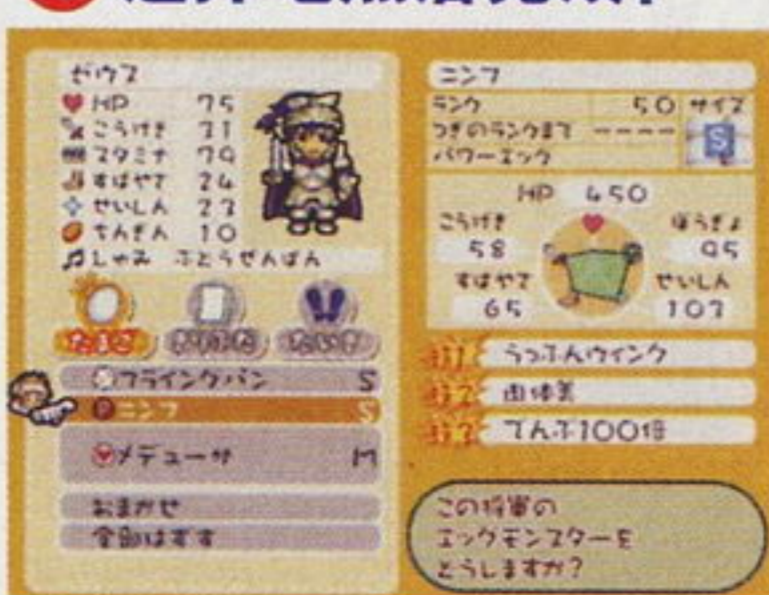 ゼウス
HP 75
こうげき 31
スタミナ 79
すばやさ 24
せいしん 23
ちんぎん 10
しゅみ ぶとうぜんぱん
たまご
フライングパン S
ニンフ S
メデューサ M
おまかせ
全部はずす
ニンフ
ランク 50 サイズ
つぎのランクまで ---- S
パワーエッグ
HP 450
こうげき ぼうぎょ
58 95
すばやさ せいしん
65 103
技1 うっふんウインク
技2 肉体美
技3 てんぷ100倍
この将軍の
エッグモンスターを
どうしますか?